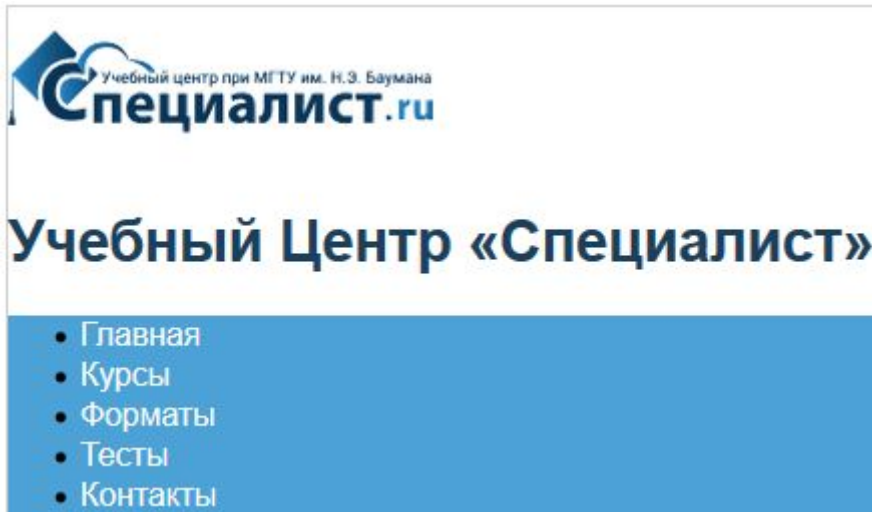 Учебный центр при МГТУ им. Н.Э. Баумана
Специалист.ru
Учебный Центр «Специалист»
Главная
Курсы
Форматы
Тесты
Контакты